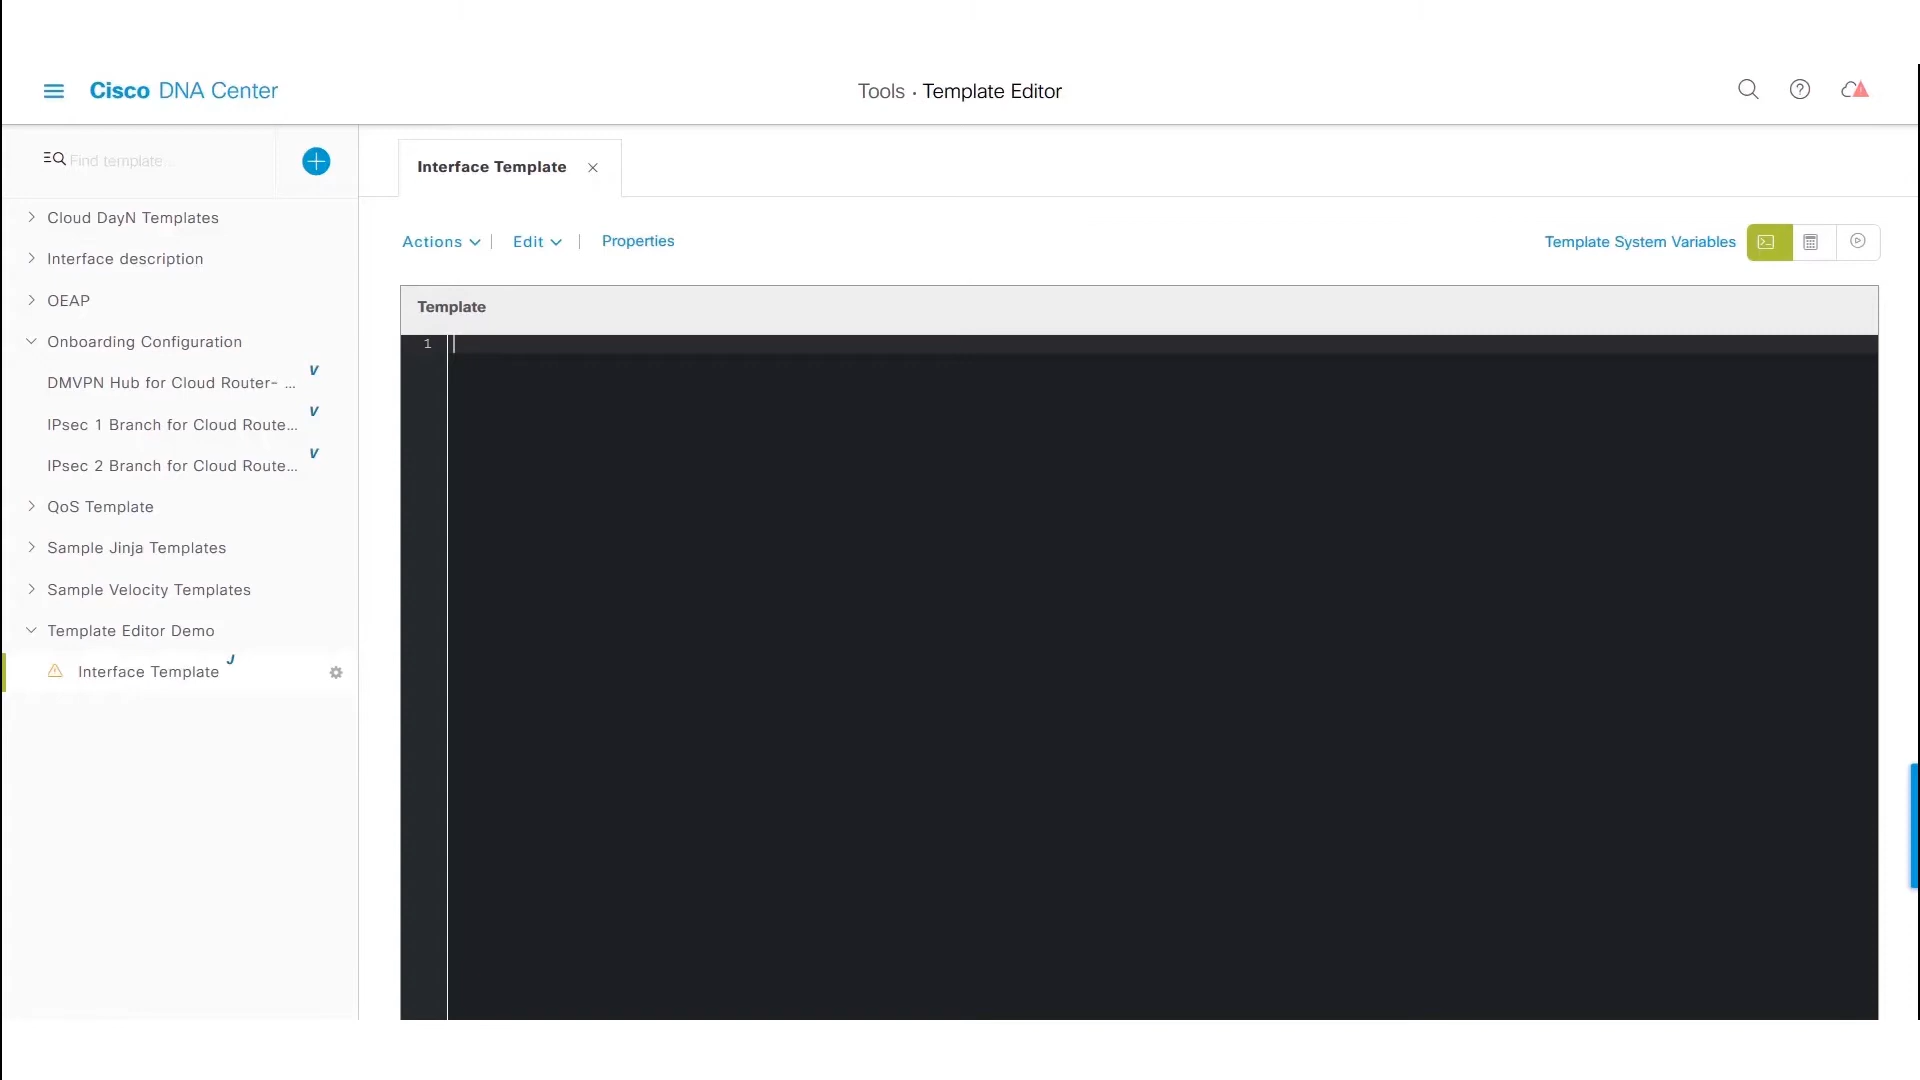 Cisco DNA Center
Tools · Template Editor
Find template...
Interface Template
Actions
Edit
Properties
Template System Variables
Cloud DayN Templates
Interface description
OEAP
Onboarding Configuration
DMVPN Hub for Cloud Router- ... V
IPsec 1 Branch for Cloud Route... V
IPsec 2 Branch for Cloud Route... V
QoS Template
Sample Jinja Templates
Sample Velocity Templates
Template Editor Demo
Interface Template J
Template
1